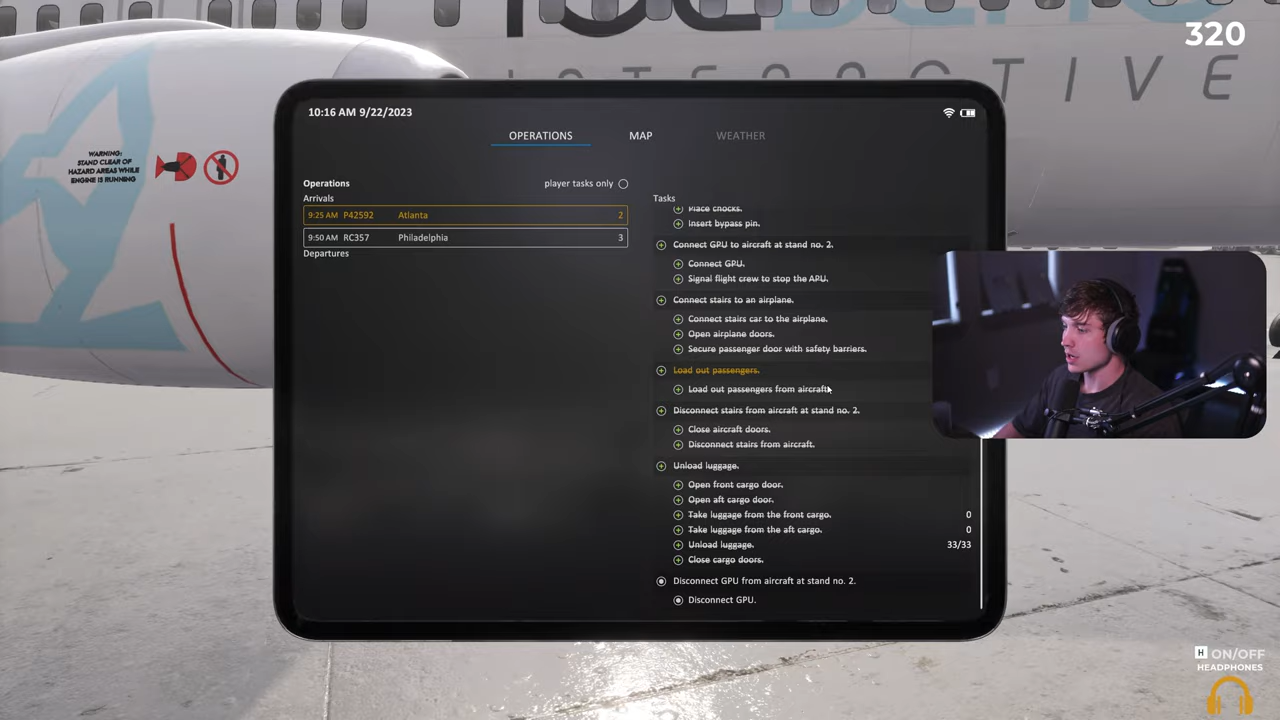 320
INTERACTIVE
WARNING:
STAND CLEAR OF
HAZARD AREAS WHILE
ENGINE IS RUNNING
10:16 AM 9/22/2023
OPERATIONS
MAP
WEATHER
Operations
player tasks only
Arrivals
9:25 AM P42592 Atlanta 2
9:50 AM RC357 Philadelphia 3
Departures
Tasks
Place chocks.
Insert bypass pin.
Connect GPU to aircraft at stand no. 2.
Connect GPU.
Signal flight crew to stop the APU.
Connect stairs to an airplane.
Connect stairs car to the airplane.
Open airplane doors.
Secure passenger door with safety barriers.
Load out passengers.
Load out passengers from aircraft.
Disconnect stairs from aircraft at stand no. 2.
Close aircraft doors.
Disconnect stairs from aircraft.
Unload luggage.
Open front cargo door.
Open aft cargo door.
Take luggage from the front cargo. 0
Take luggage from the aft cargo. 0
Unload luggage. 33/33
Close cargo doors.
Disconnect GPU from aircraft at stand no. 2.
Disconnect GPU.
H ON/OFF
HEADPHONES